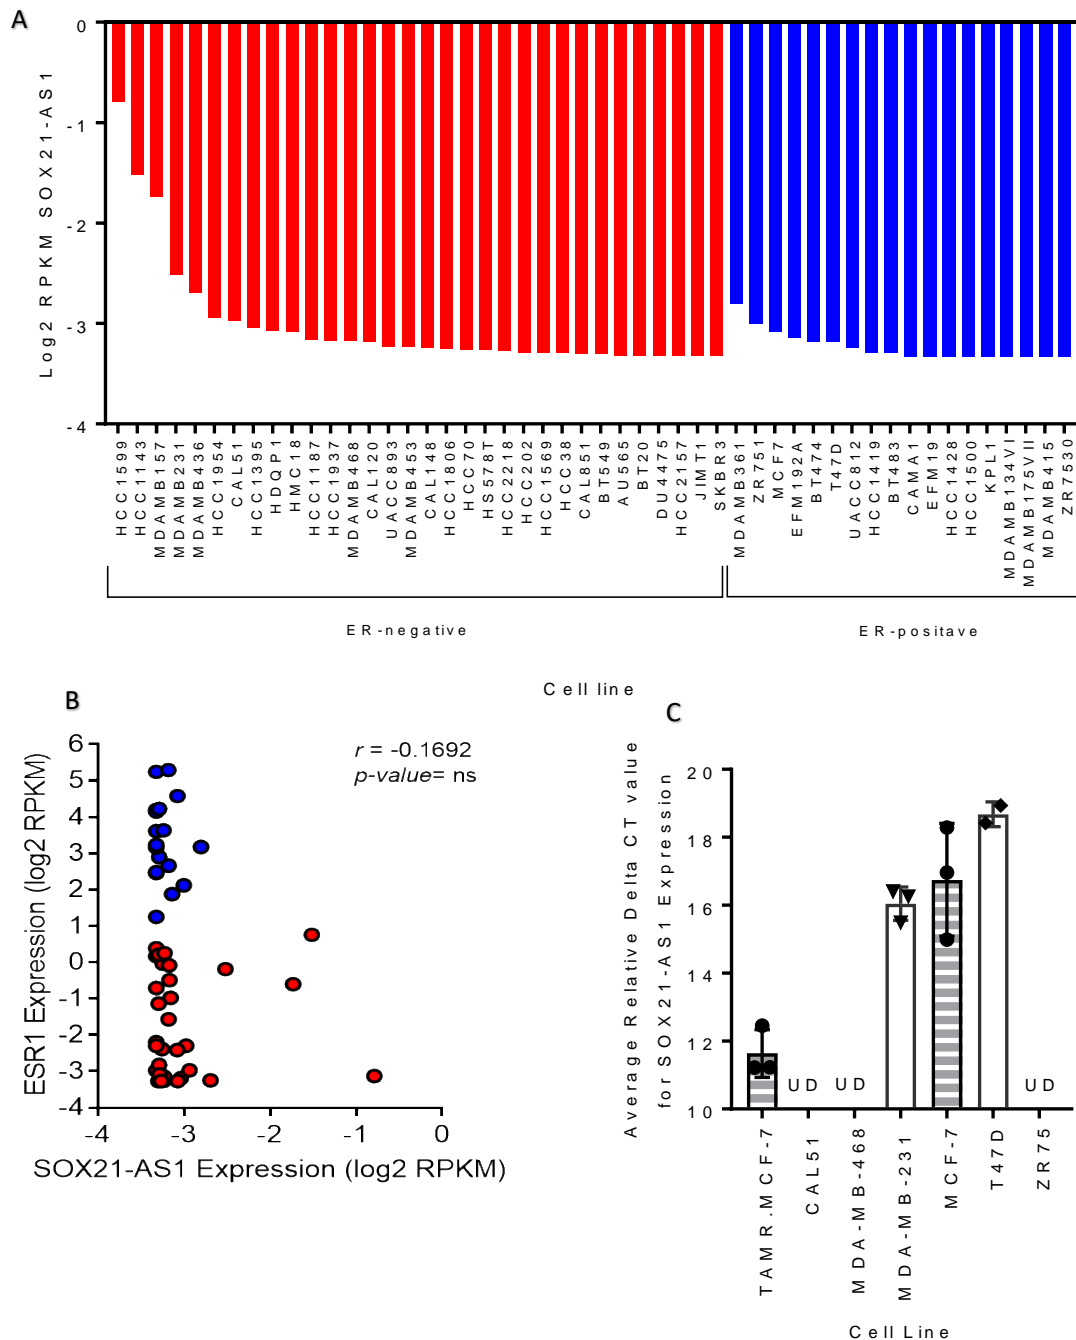 A
Log2 RPKM SOX21-AS1
0
-1
-2
-3
-4
HCC1599
HCC1143
MDAMB157
MDAMB231
MDAMB436
HCC1954
CAL51
HCC1395
HDQP1
HMC18
HCC1187
HCC1937
MDAMB468
CAL120
UACC893
MDAMB453
CAL148
HCC1806
HCC70
HS578T
HCC2218
HCC202
HCC1569
HCC38
CAL851
BT549
AU565
BT20
DU4475
HCC2157
JIMT1
SKBR3
MDAMB361
ZR751
MCF7
EFM192A
BT474
T47D
UACC812
HCC1419
BT483
CAMA1
EFM19
HCC1428
HCC1500
KPL1
MDAMB134VI
MDAMB175VII
MDAMB415
ZR7530
ER-negative
ER-positave
Cell line
B
r = -0.1692
p-value= ns
ESR1 Expression (log2 RPKM)
6
5
4
3
2
1
0
-1
-2
-3
-4
-4
-3
-2
-1
0
SOX21-AS1 Expression (log2 RPKM)
C
Average Relative Delta CT value
for SOX21-AS1 Expression
20
18
16
14
12
10
UD
UD
UD
TAMR.MCF-7
CAL51
MDA-MB-468
MDA-MB-231
MCF-7
T47D
ZR75
Cell Line